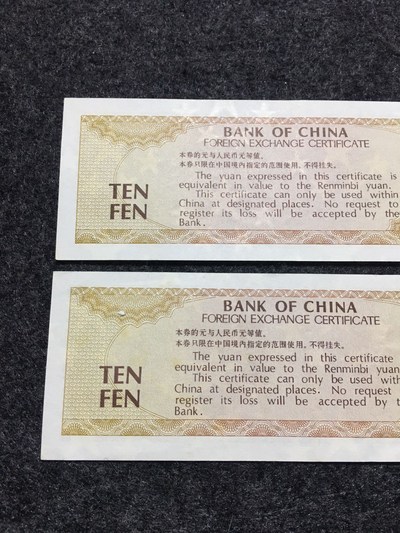 BANK OF CHINA
FOREIGN EXCHANGE CERTIFICATE
本券的元与人民币元等值。
本券只限在中国境内指定的范围使用,不得挂失。
TEN
FEN
The yuan expressed in this certificate is
equivalent in value to the Renminbi yuan.
This certificate can only be used within
China at designated places. No request to
register its loss will be accepted by the
Bank.
BANK OF CHINA
FOREIGN EXCHANGE CERTIFICATE
本券的元与人民币元等值。
本券只限在中国境内指定的范围使用,不得挂失。
TEN
FEN
The yuan expressed in this certificate
equivalent in value to the Renminbi yuan
This certificate can only be used with
China at designated places. No request
register its loss will be accepted by t
Bank.